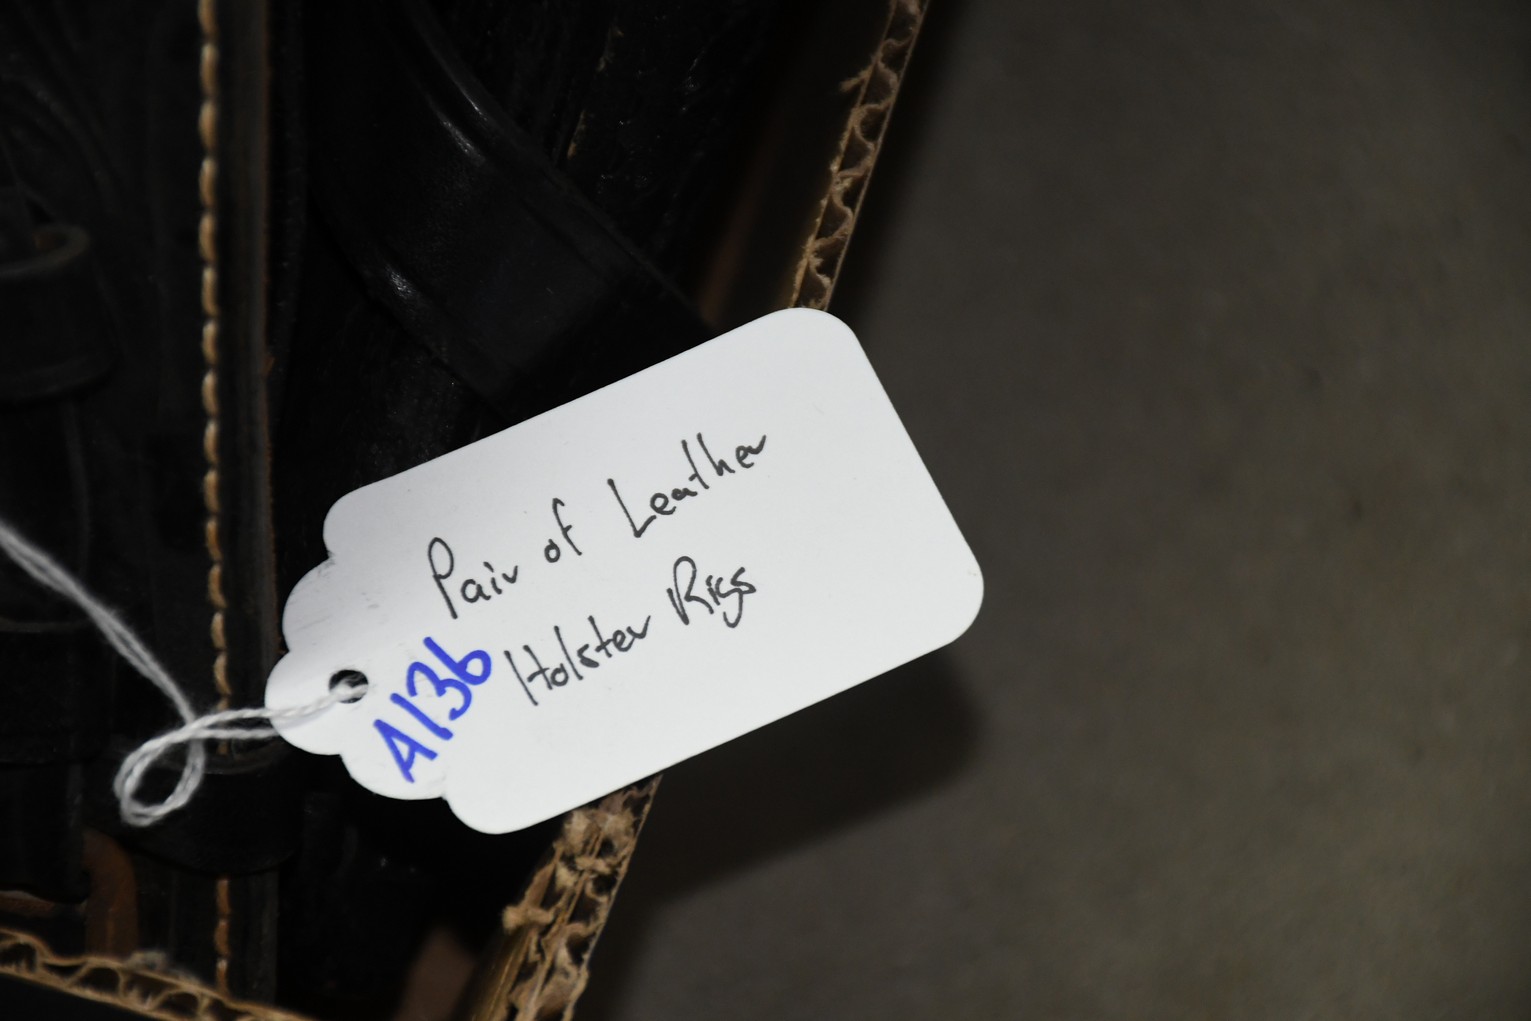 Pair of Leather
Holster Rigs
A136